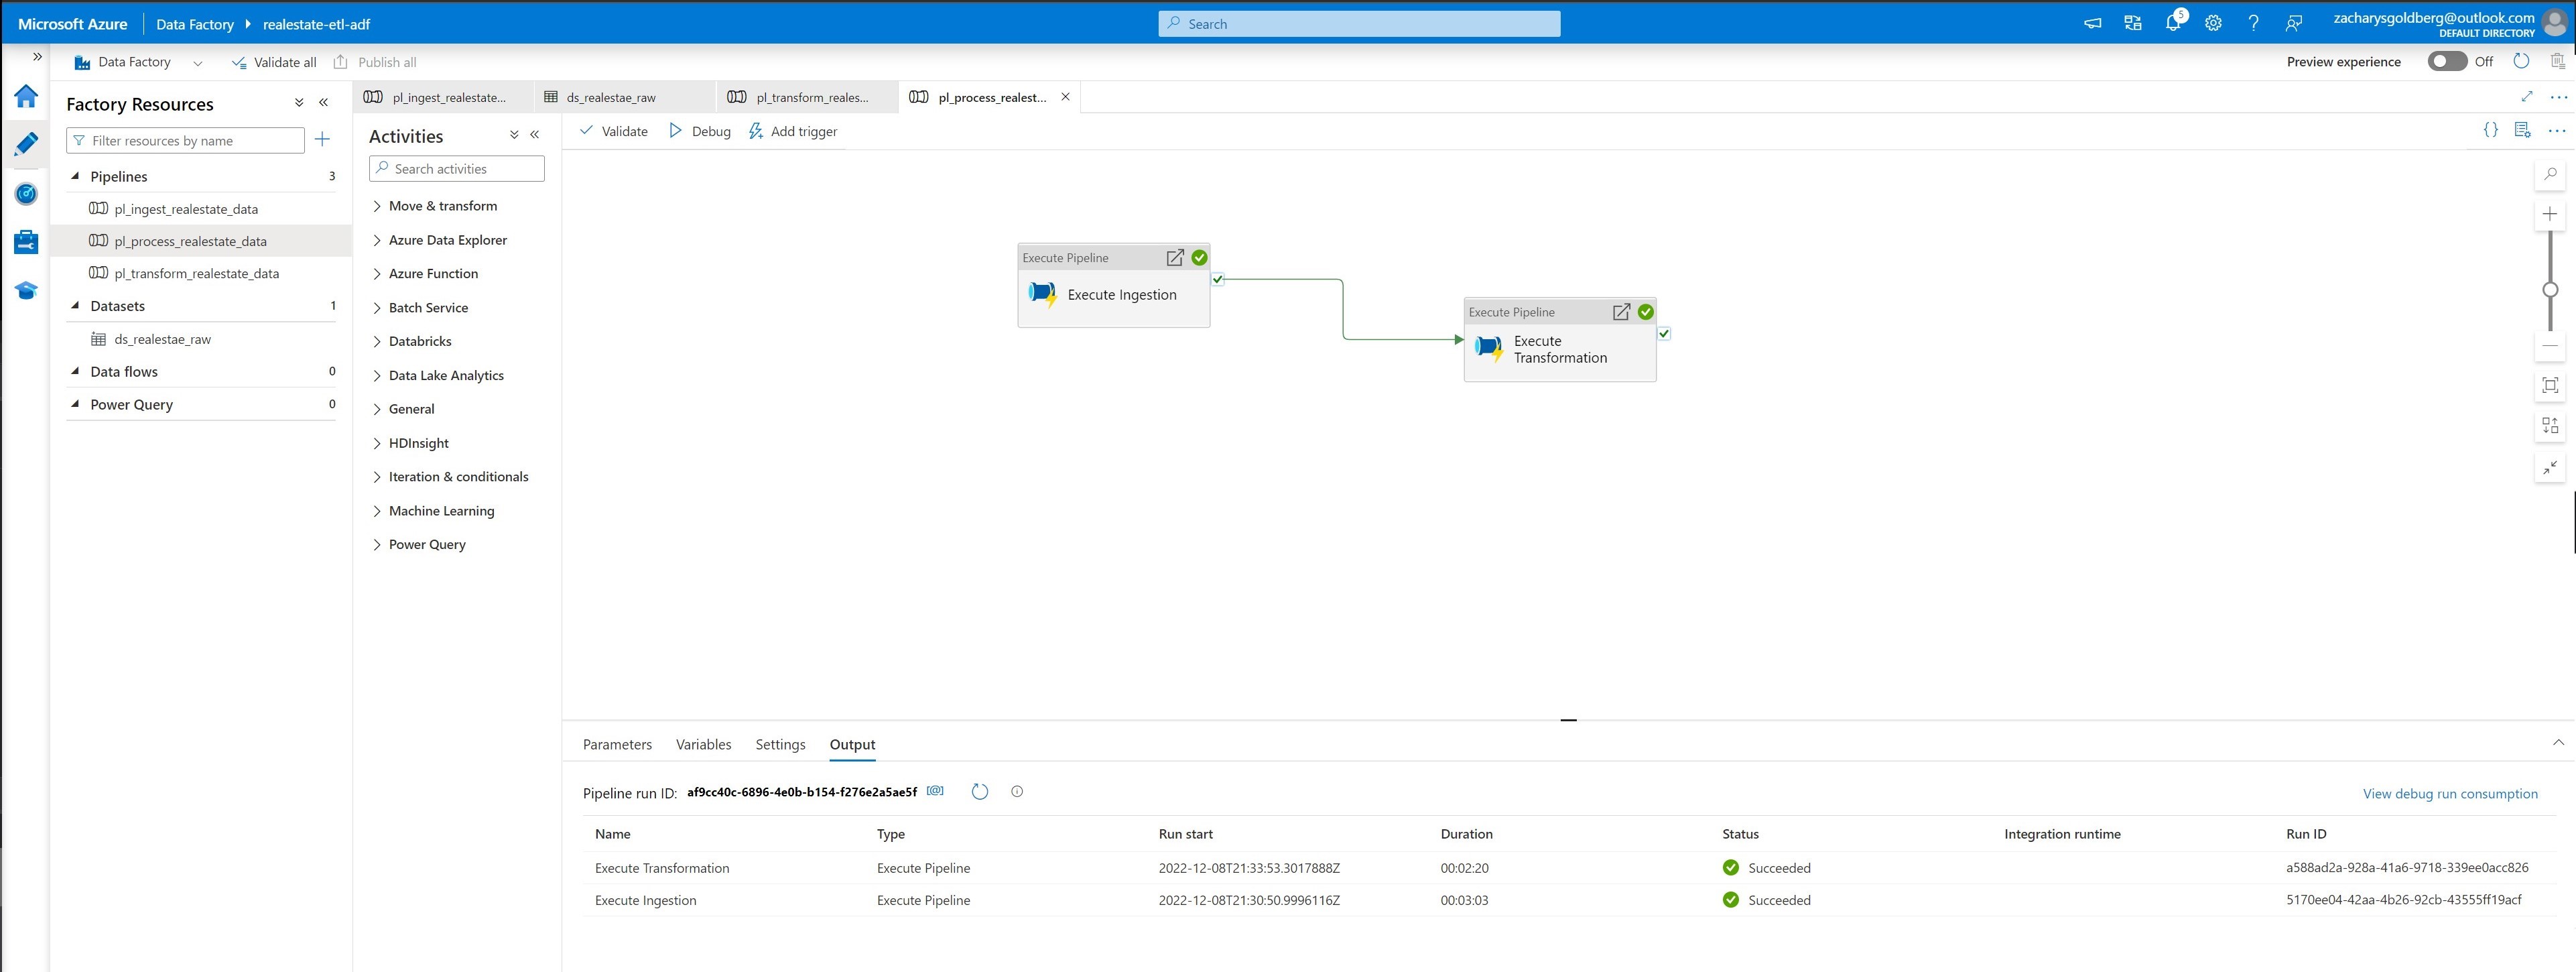 Microsoft Azure Data Factory realestate-etl-adf Search 5 zacharysgoldberg@outlook.com
DEFAULT DIRECTORY
Data Factory Validate all Publish all Preview experience Off
Factory Resources
Filter resources by name
Pipelines 3
pl_ingest_realestate_data
pl_process_realestate_data
pl_transform_realestate_data
Datasets 1
ds_realestae_raw
Data flows 0
Power Query 0
pl_ingest_realestate... ds_realestae_raw pl_transform_reales... pl_process_realest...
Activities
Search activities
Move & transform
Azure Data Explorer
Azure Function
Batch Service
Databricks
Data Lake Analytics
General
HDInsight
Iteration & conditionals
Machine Learning
Power Query
Validate Debug Add trigger
Execute Pipeline
Execute Ingestion
Execute Pipeline
Execute
Transformation
Parameters Variables Settings Output
Pipeline run ID: af9cc40c-6896-4e0b-b154-f276e2a5ae5f View debug run consumption
Name Type Run start Duration Status Integration runtime Run ID
Execute Transformation Execute Pipeline 2022-12-08T21:33:53.3017888Z 00:02:20 Succeeded a588ad2a-928a-41a6-9718-339ee0acc826
Execute Ingestion Execute Pipeline 2022-12-08T21:30:50.9996116Z 00:03:03 Succeeded 5170ee04-42aa-4b26-92cb-43555ff19acf